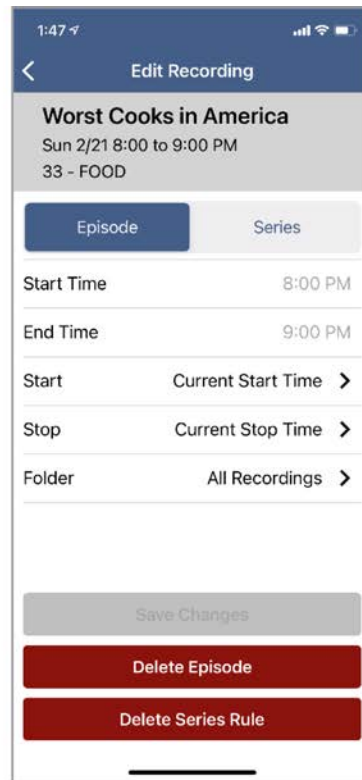 1:47
Edit Recording
Worst Cooks in America
Sun 2/21 8:00 to 9:00 PM
33 - FOOD
Episode Series
Start Time 8:00 PM
End Time 9:00 PM
Start Current Start Time
Stop Current Stop Time
Folder All Recordings
Save Changes
Delete Episode
Delete Series Rule